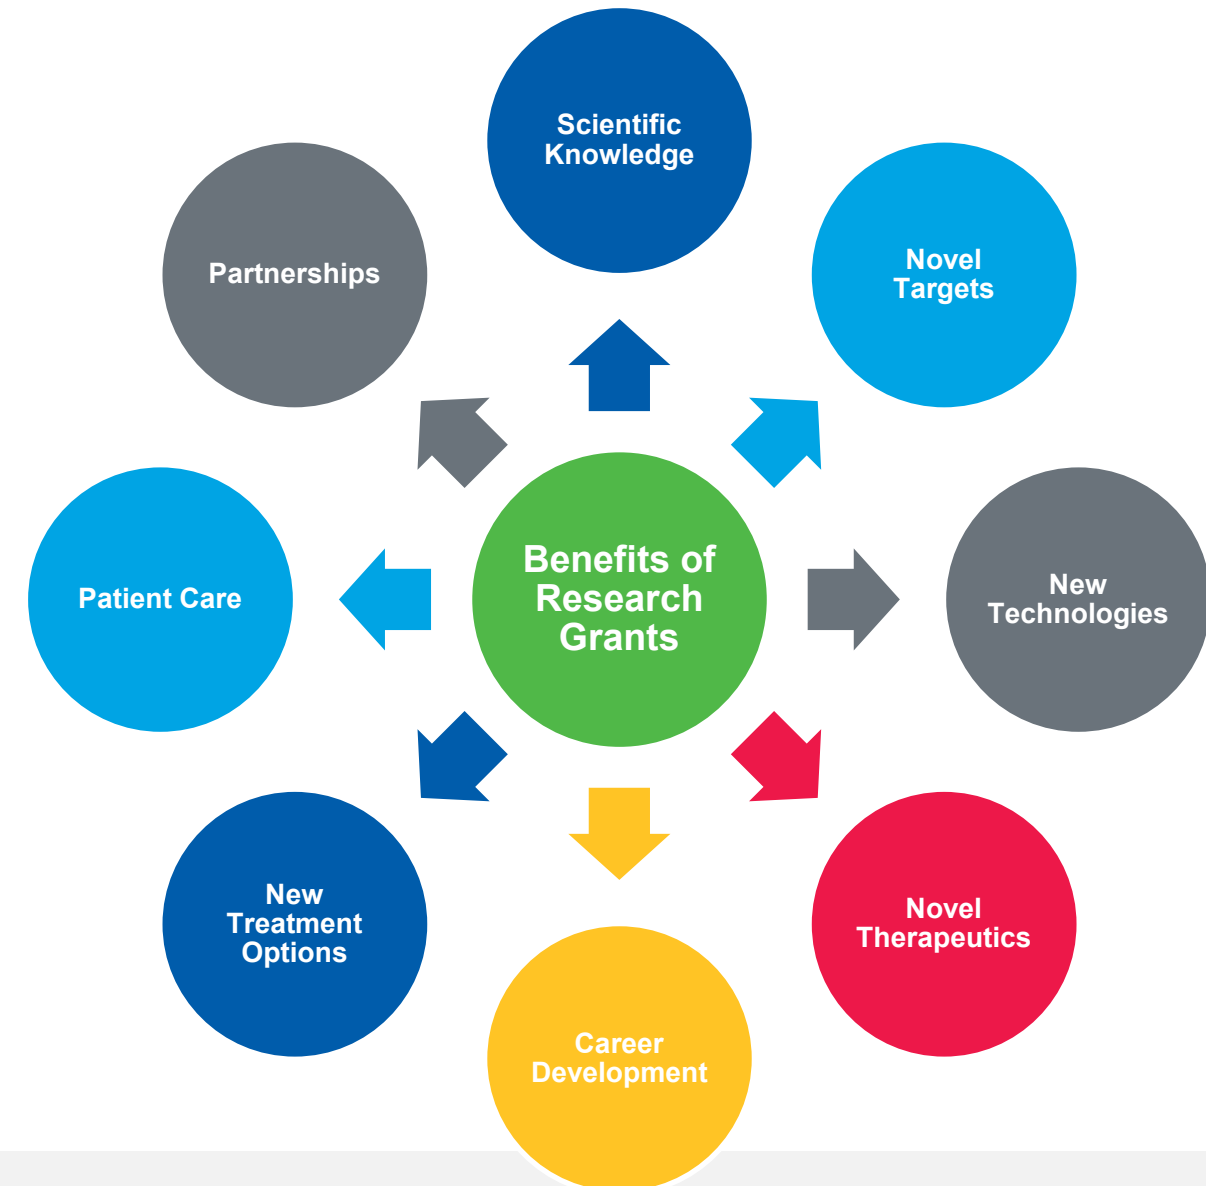 Scientific
Knowledge
Novel
Targets
New
Technologies
Novel
Therapeutics
Career
Development
New
Treatment
Options
Patient Care
Partnerships
Benefits of
Research
Grants